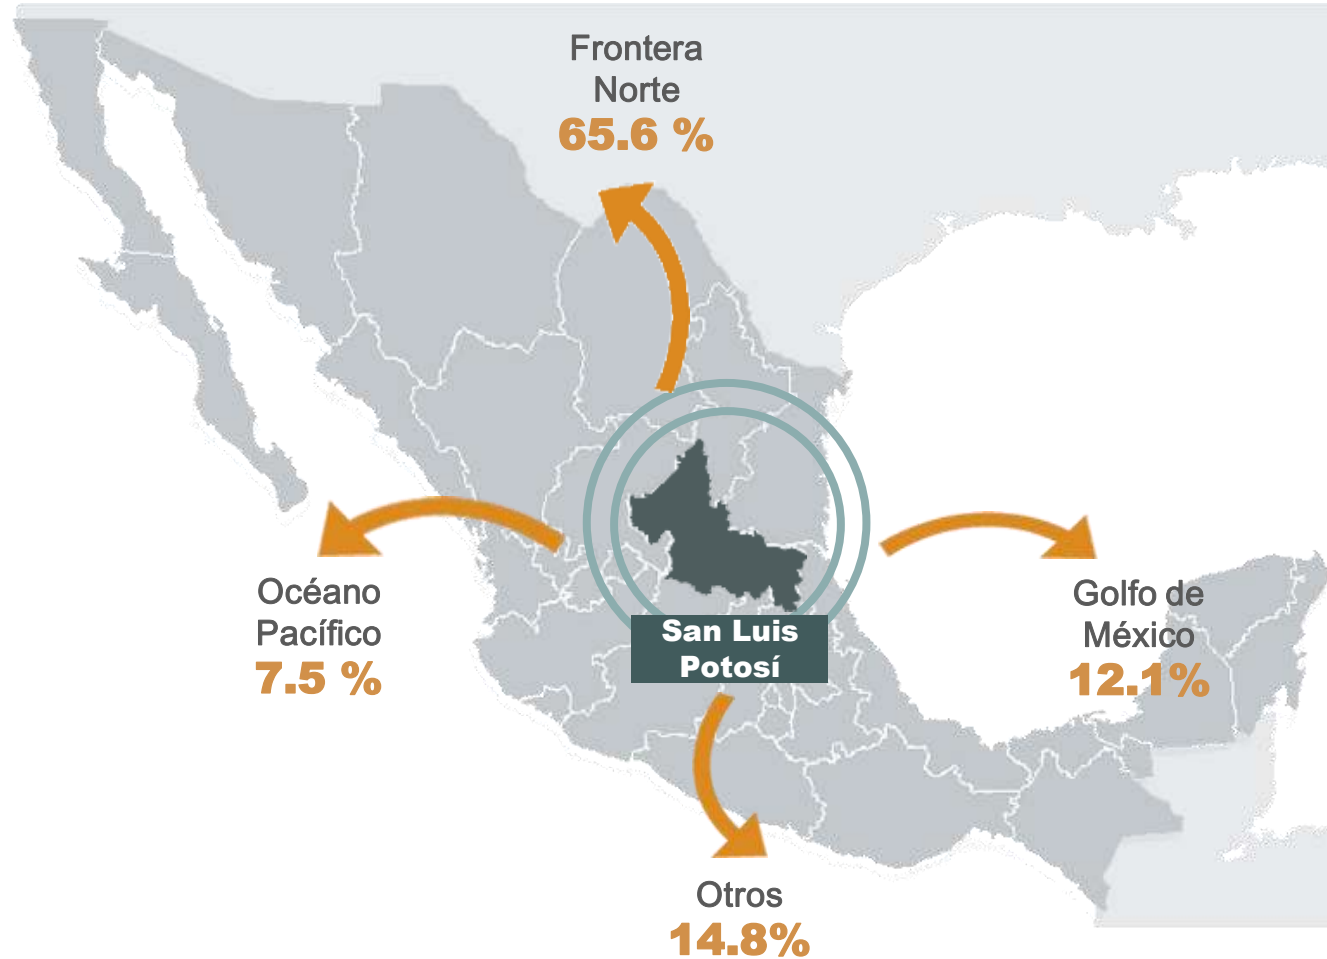 Frontera
Norte
65.6 %
Océano
Pacífico
7.5 %
San Luis
Potosí
Golfo de
México
12.1%
Otros
14.8%